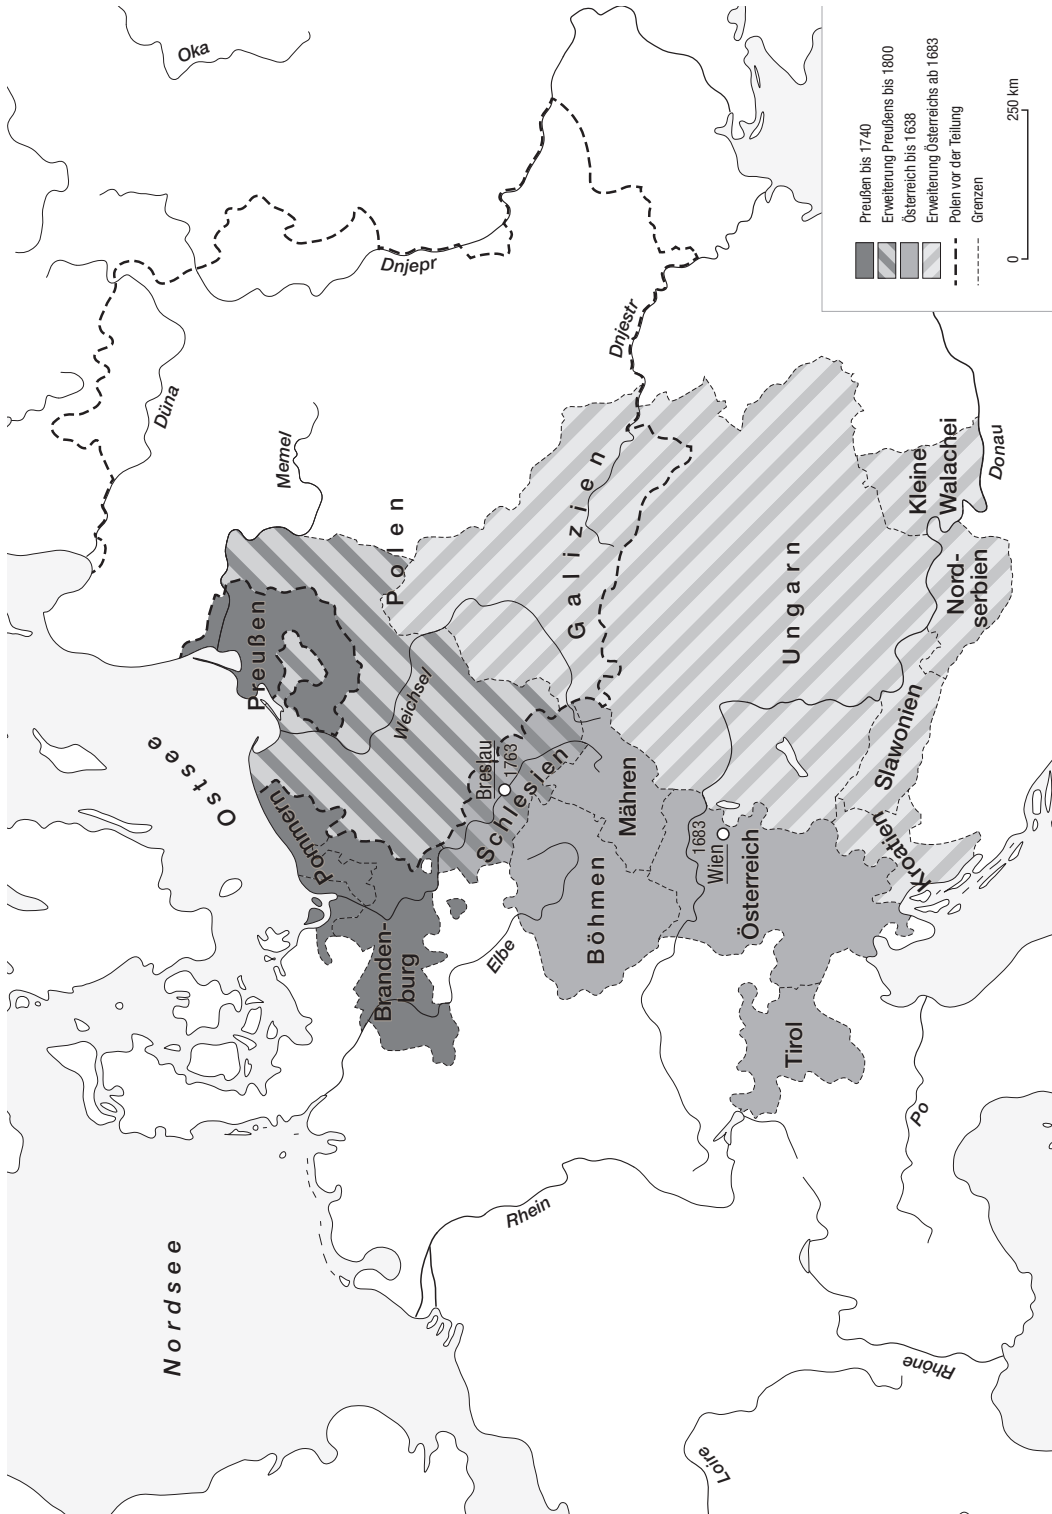 Nordsee
Ostsee
Oka
Düna
Memel
Dnjepr
Dnjestr
Preußen
Pommern
Branden-
burg
Polen
Weichsel
Breslau
1763
Schlesien
Galizien
Elbe
Böhmen
Mähren
1683
Wien
Österreich
Tirol
Ungarn
Kroatien
Slawonien
Nord-
serbien
Kleine
Walachei
Donau
Rhein
Po
Rhône
Loire
Preußen bis 1740
Erweiterung Preußens bis 1800
Österreich bis 1638
Erweiterung Österreichs ab 1683
Polen vor der Teilung
Grenzen
0
250 km